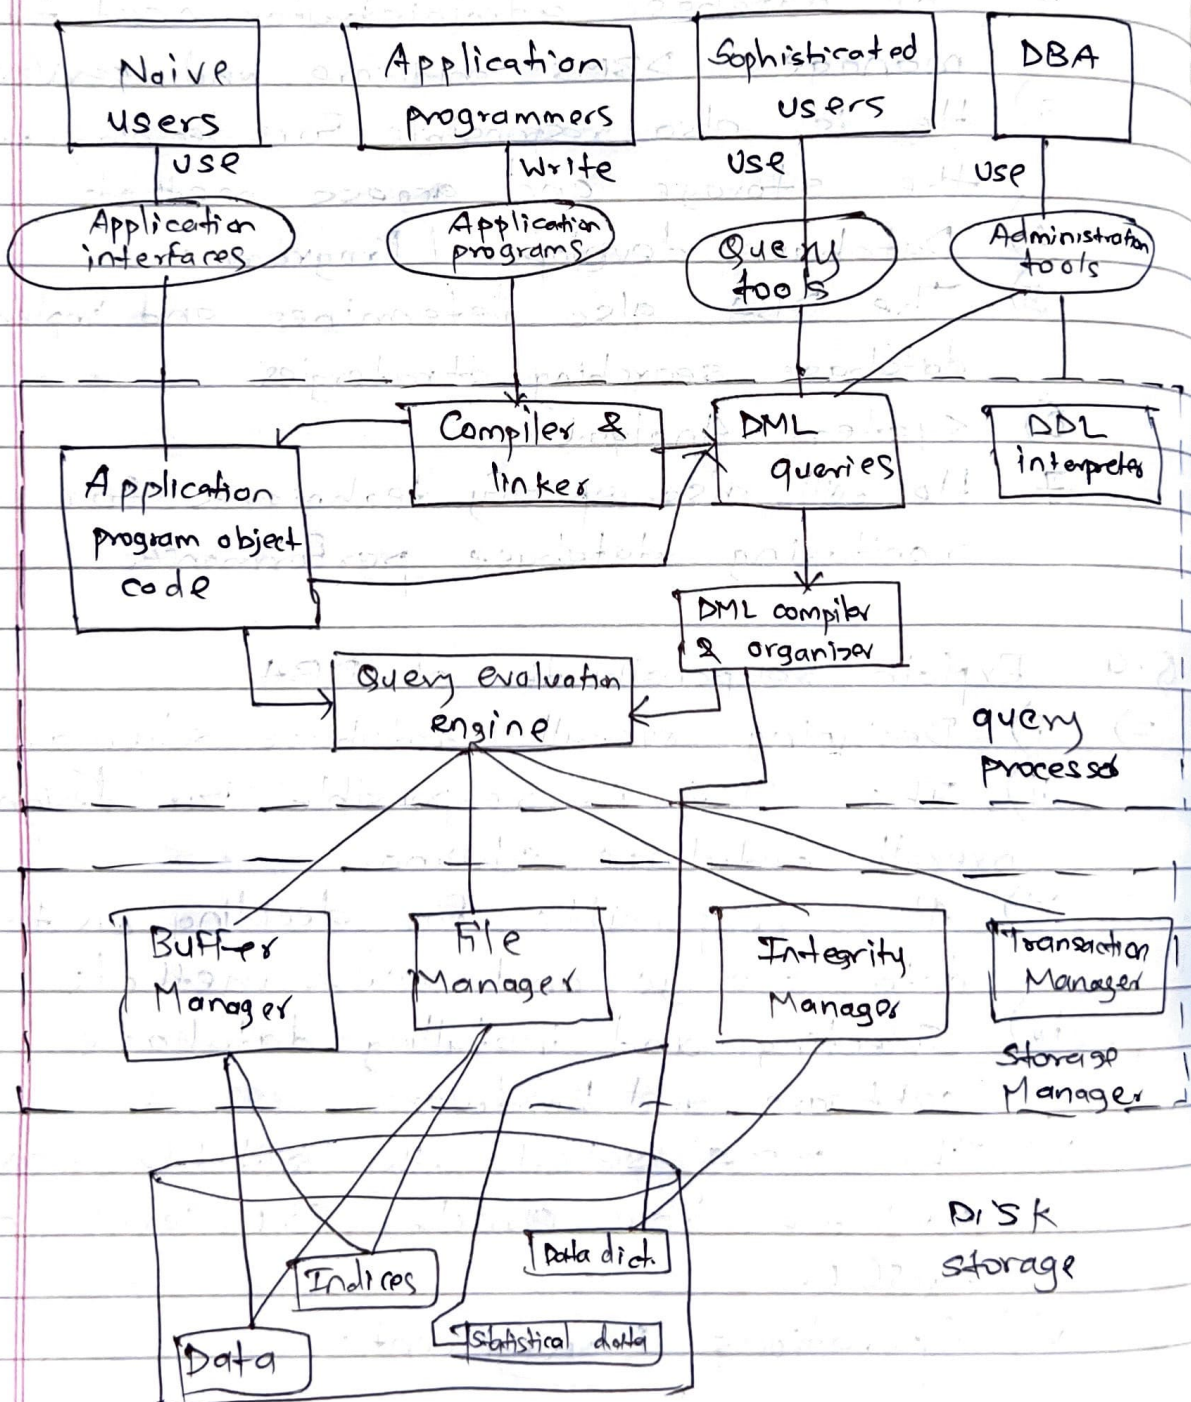 Naive
users
Application
programmers
Sophisticated
users
DBA
use
Write
use
use
Application
interfaces
Application
programs
Query
tools
Administration
tools
Compiler &
linker
DML
queries
DDL
interpreter
Application
program object
code
DML compiler
& organizer
Query evaluation
engine
query
processor
Buffer
Manager
File
Manager
Integrity
Manager
Transaction
Manager
Storage
Manager
Disk
storage
Data dict.
Indices
Statistical data
Data